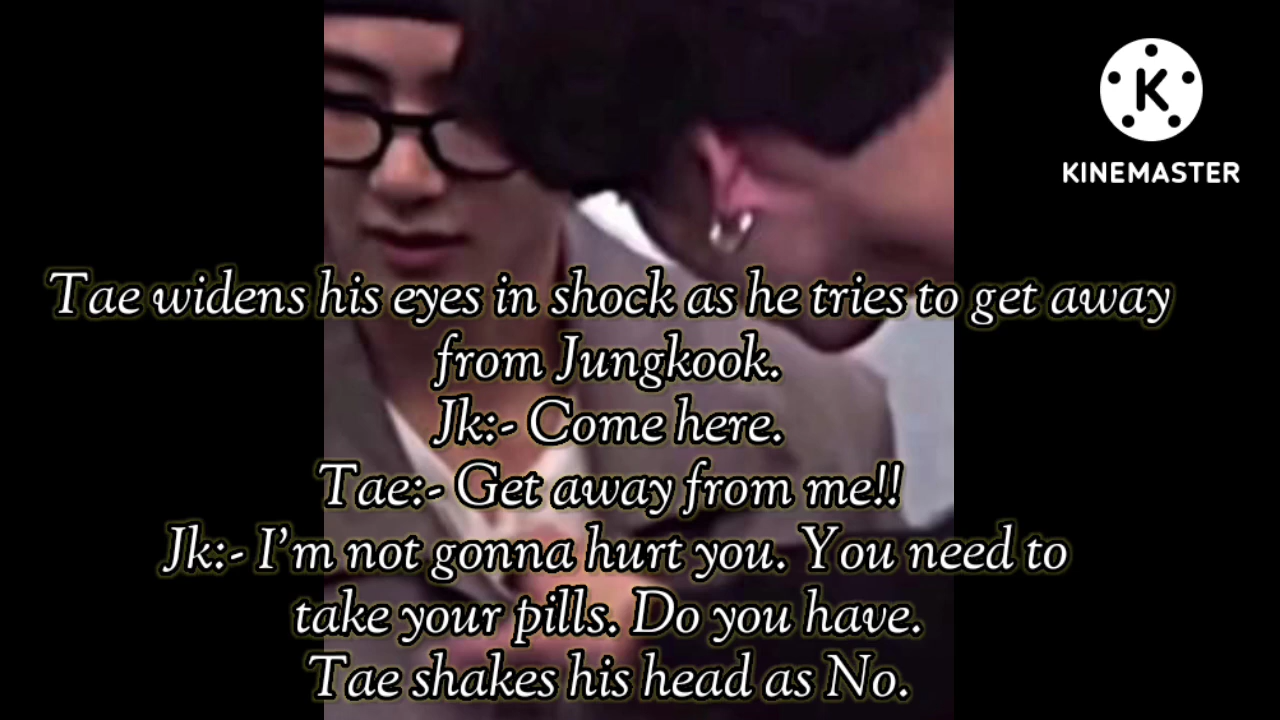 K
KINEMASTER
Tae widens his eyes in shock as he tries to get away
from Jungkook.
Jk:- Come here.
Tae:- Get away from me!!
Jk:- I'm not gonna hurt you. You need to
take your pills. Do you have.
Tae shakes his head as No.